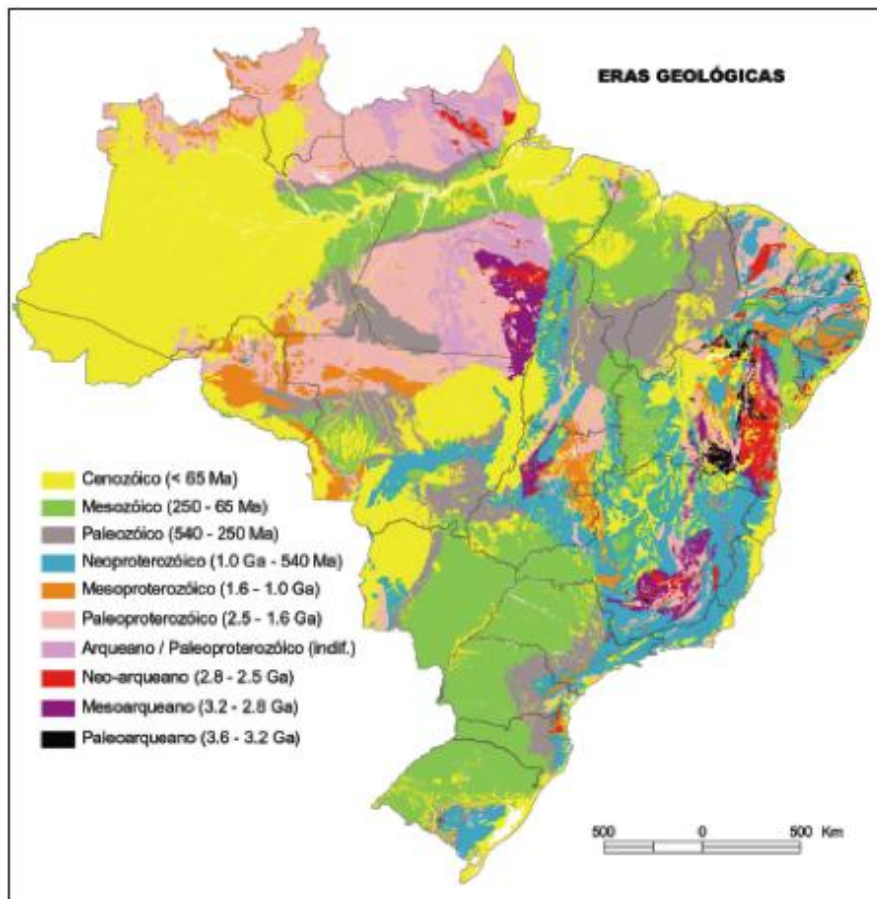 ERAS GEOLÓGICAS
Cenozóico (< 65 Ma)
Mesozóico (250 - 65 Ma)
Paleozóico (540 - 250 Ma)
Neoproterozóico (1.0 Ga - 540 Ma)
Mesoproterozóico (1.6 - 1.0 Ga)
Paleoproterozóico (2.5 - 1.6 Ga)
Arqueano / Paleoproterozóico (indif.)
Neo-arqueano (2.8 - 2.5 Ga)
Mesoarqueano (3.2 - 2.8 Ga)
Paleoarqueano (3.6 - 3.2 Ga)
500 0 500 Km